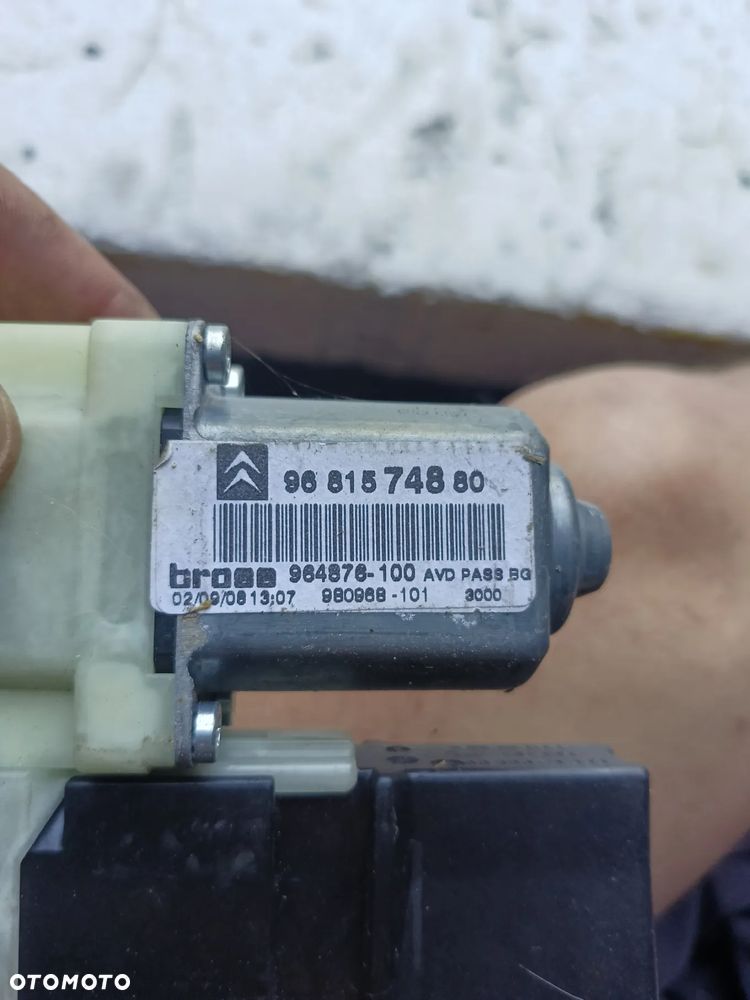 96 815 748 80
brose 964876-100 AVD PASS BG
02/09/08 13:07 980968-101 3000
OTOMOTO